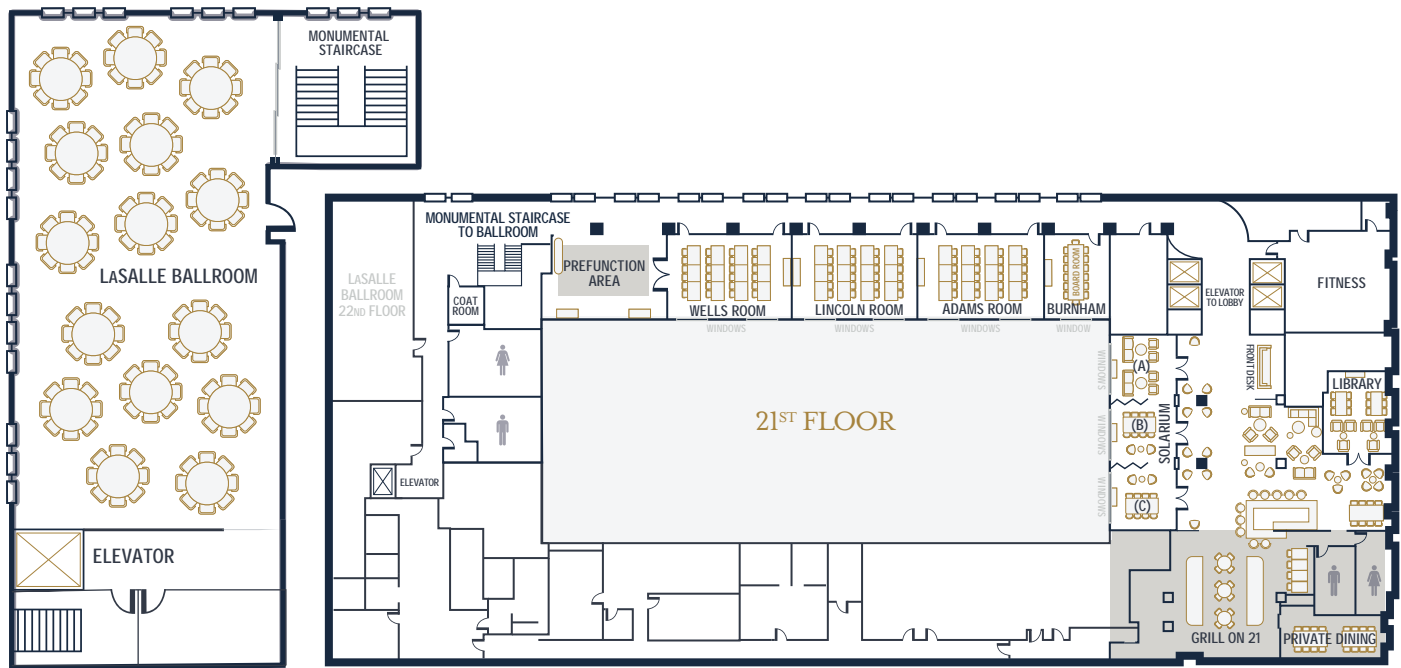 MONUMENTAL
STAIRCASE
LaSALLE BALLROOM
ELEVATOR
MONUMENTAL STAIRCASE
TO BALLROOM
LaSALLE
BALLROOM
22ND FLOOR
COAT
ROOM
PREFUNCTION
AREA
WELLS ROOM
LINCOLN ROOM
ADAMS ROOM
BOARD ROOM
BURNHAM
WINDOWS
WINDOWS
WINDOWS
WINDOW
ELEVATOR
TO LOBBY
FITNESS
FRONT DESK
LIBRARY
WINDOWS
(A)
WINDOWS
(B)
SOLARIUM
WINDOWS
(C)
21ST FLOOR
ELEVATOR
GRILL ON 21
PRIVATE DINING